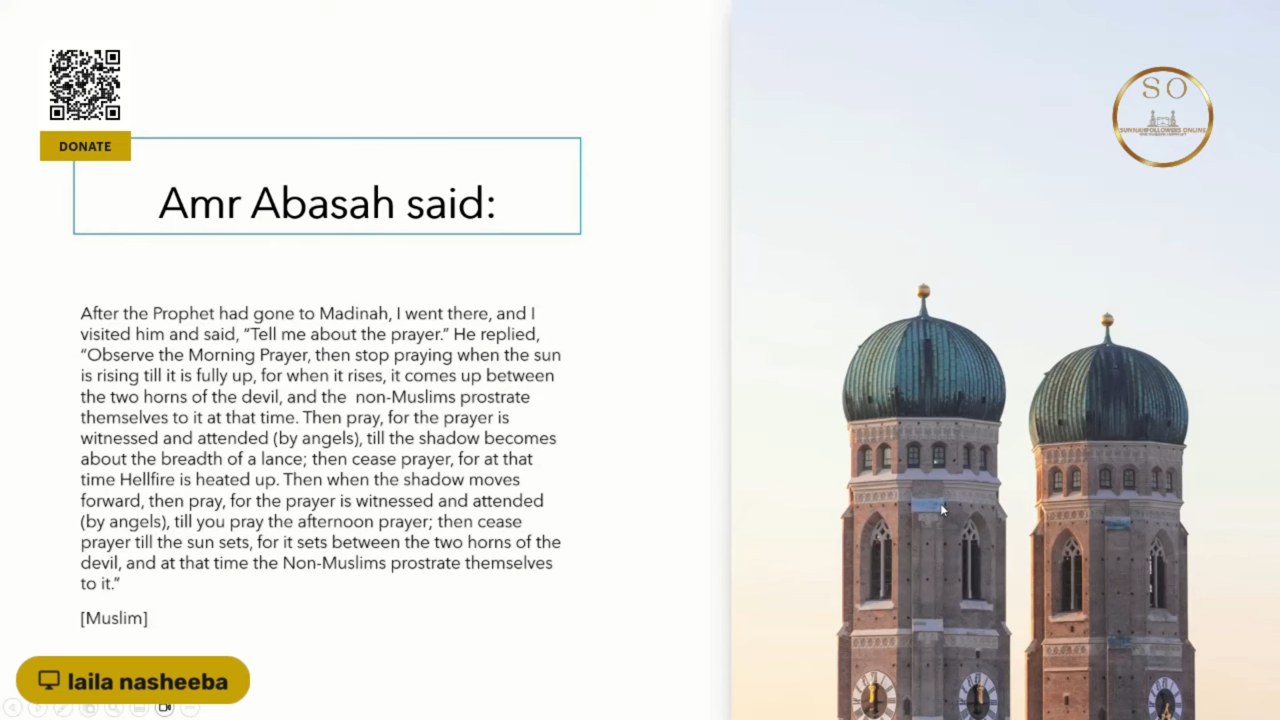 DONATE
Amr Abasah said:
After the Prophet had gone to Madinah, I went there, and I
visited him and said, “Tell me about the prayer.” He replied,
“Observe the Morning Prayer, then stop praying when the sun
is rising till it is fully up, for when it rises, it comes up between
the two horns of the devil, and the non-Muslims prostrate
themselves to it at that time. Then pray, for the prayer is
witnessed and attended (by angels), till the shadow becomes
about the breadth of a lance; then cease prayer, for at that
time Hellfire is heated up. Then when the shadow moves
forward, then pray, for the prayer is witnessed and attended
(by angels), till you pray the afternoon prayer; then cease
prayer till the sun sets, for it sets between the two horns of the
devil, and at that time the Non-Muslims prostrate themselves
to it.”
[Muslim]
laila nasheeba
SO
SUNNAHFOLLOWERS ONLINE